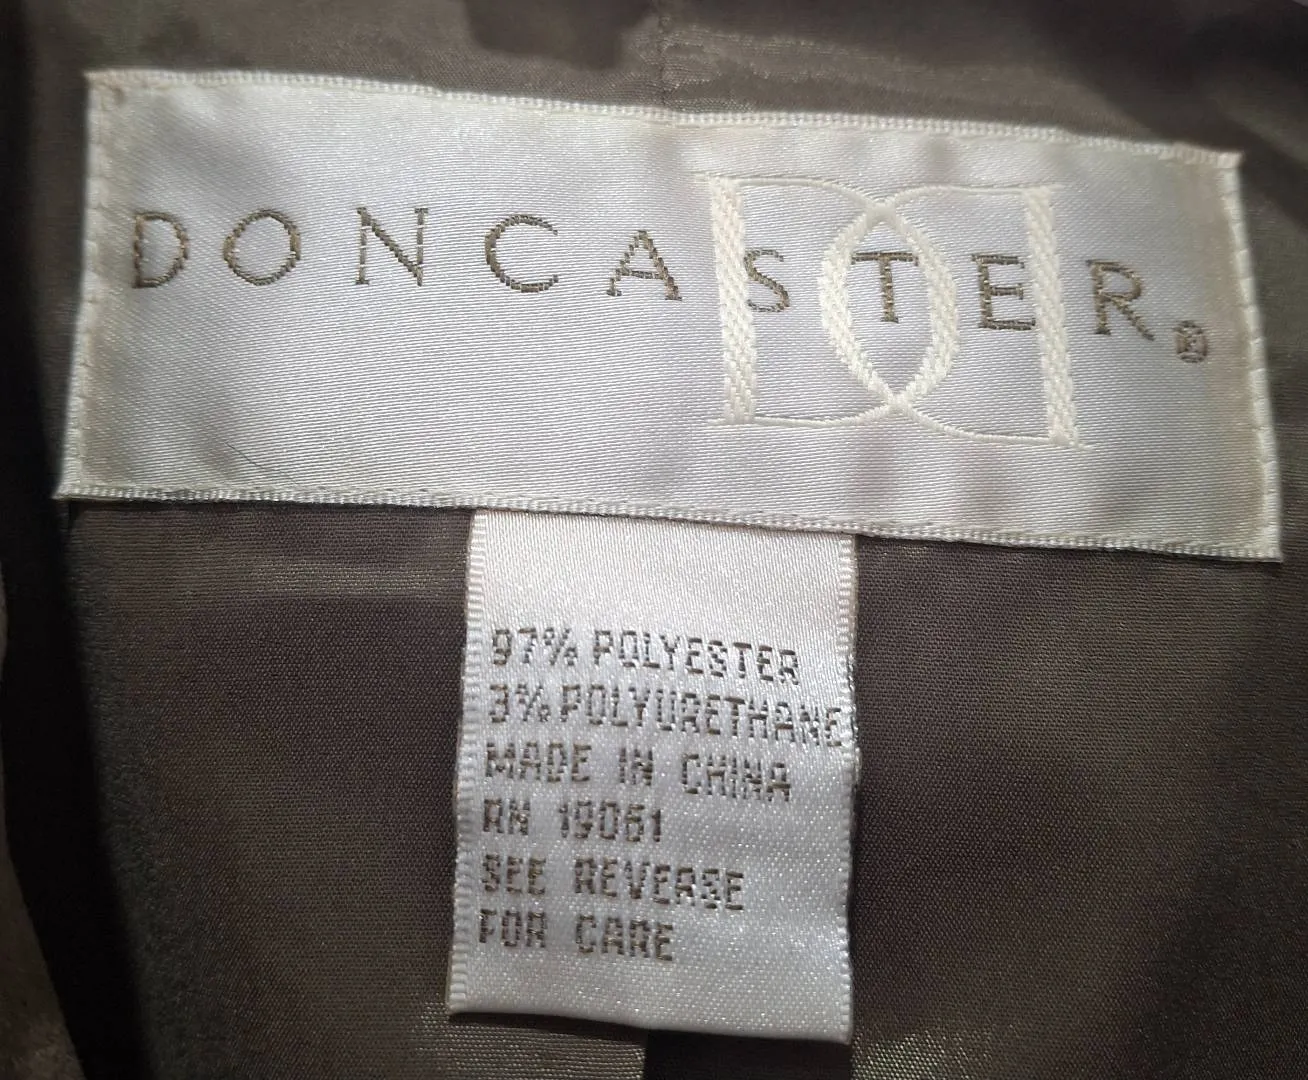 DONCASTER®
97% POLYESTER
3% POLYURETHANE
MADE IN CHINA
RN 19061
SEE REVERSE
FOR CARE